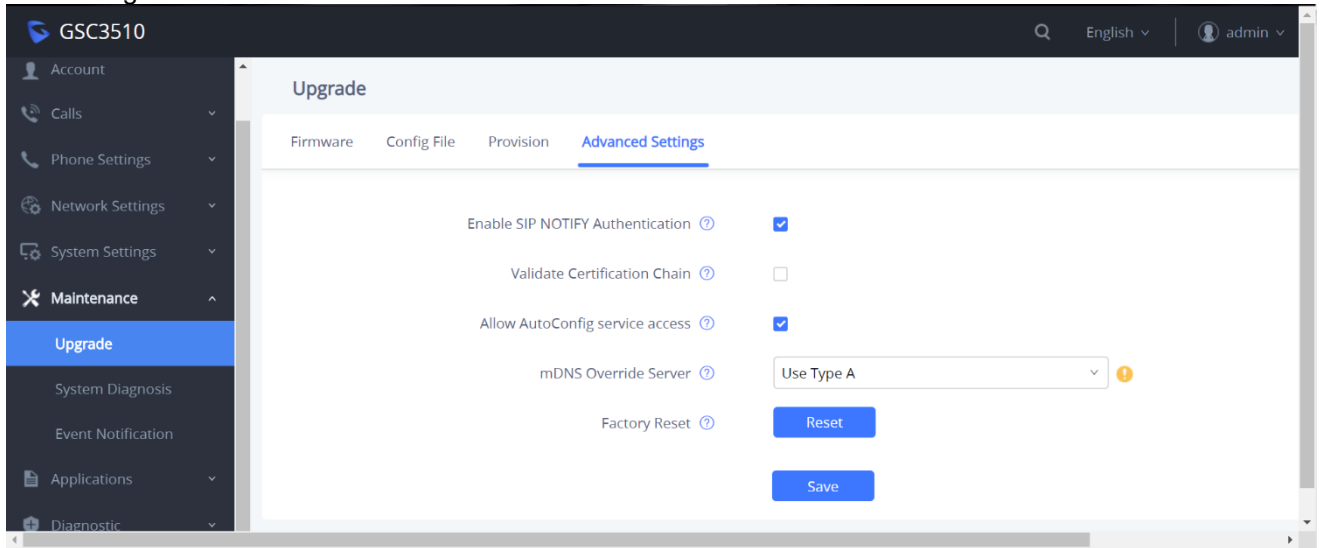 GSC3510
English
admin
Account
Calls
Phone Settings
Network Settings
System Settings
Maintenance
Upgrade
System Diagnosis
Event Notification
Applications
Diagnostic
Upgrade
Firmware Config File Provision Advanced Settings
Enable SIP NOTIFY Authentication
Validate Certification Chain
Allow AutoConfig service access
mDNS Override Server Use Type A
Factory Reset Reset
Save